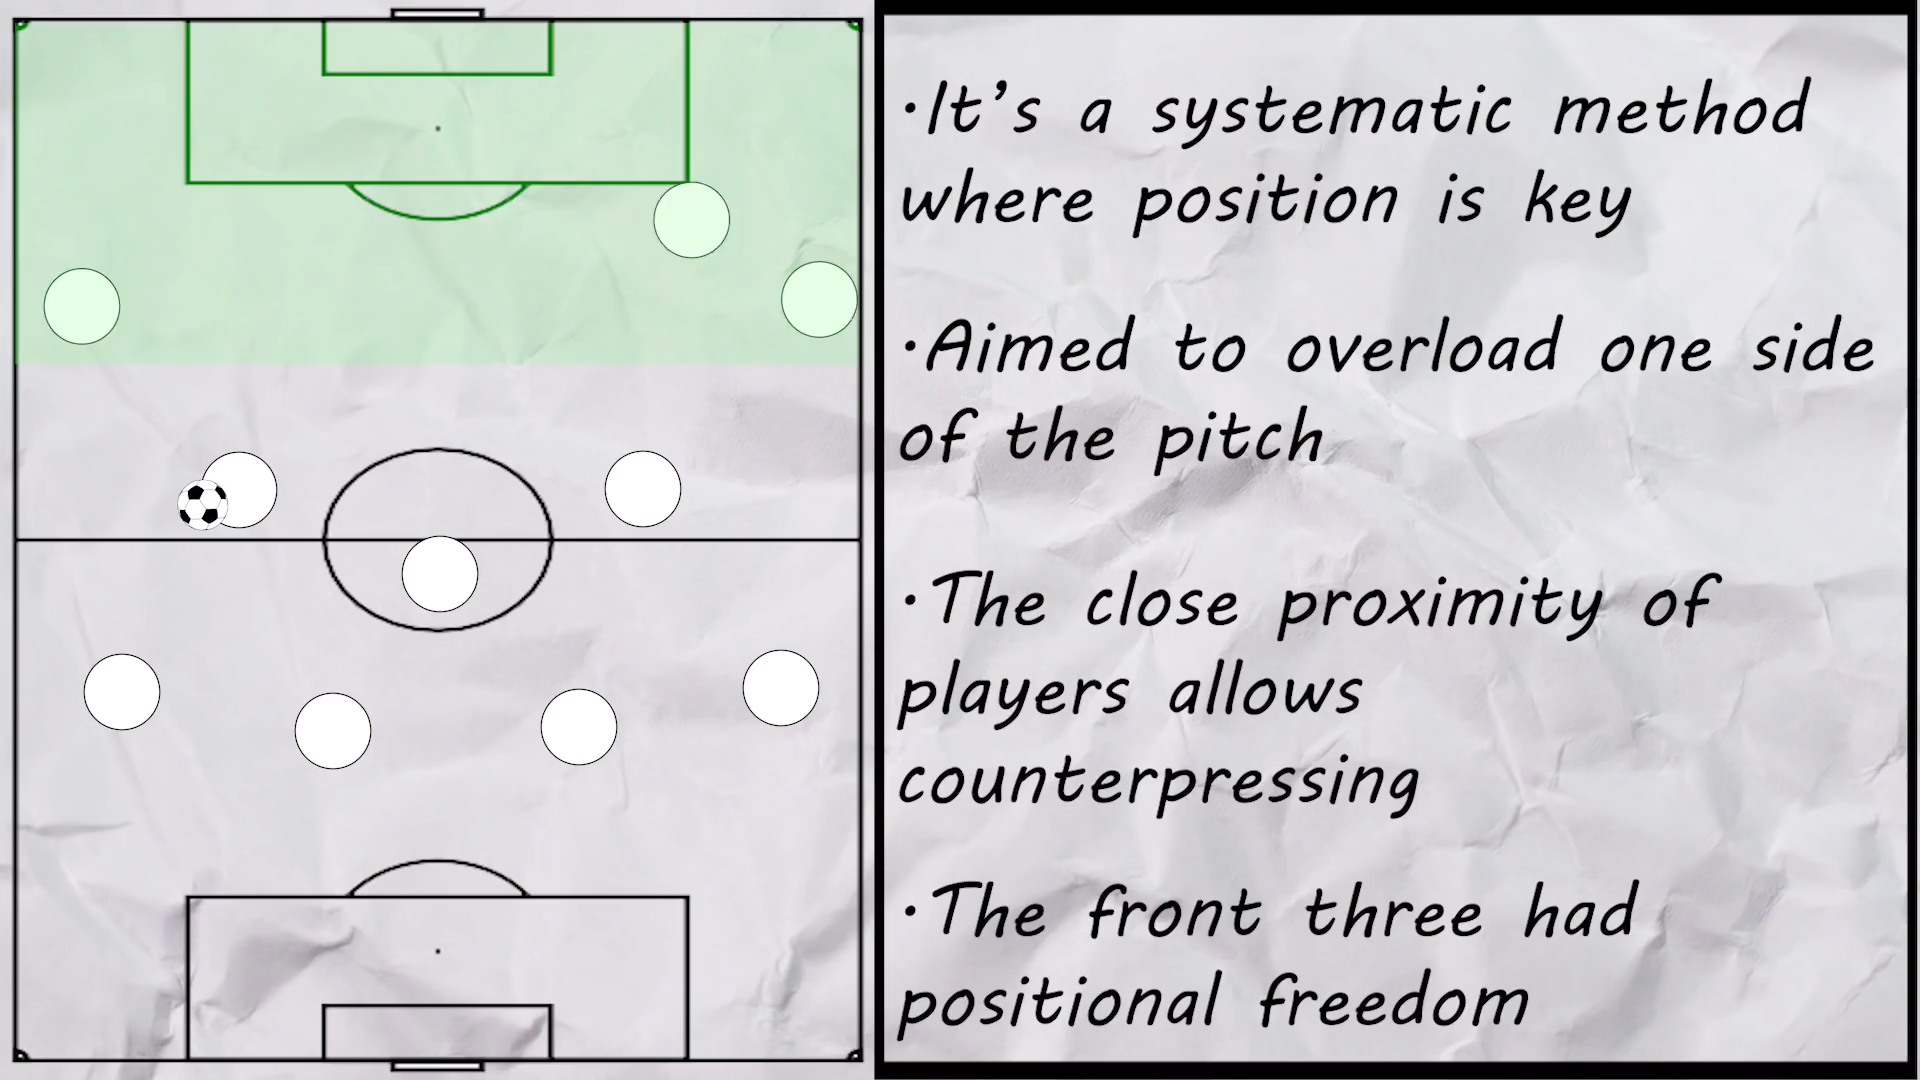 ·It’s a systematic method
where position is key
·Aimed to overload one side
of the pitch
·The close proximity of
players allows
counterpressing
·The front three had
positional freedom